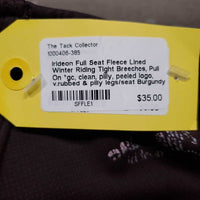 The Tack Collector
1000406-385
Irideon Full Seat Fleece Lined
Winter Riding Tight Breeches, Pull
On *gc, clean, pilly, peeled logo,
v.rubbed & pilly legs/seat Burgundy
$35.00
SFFLE1